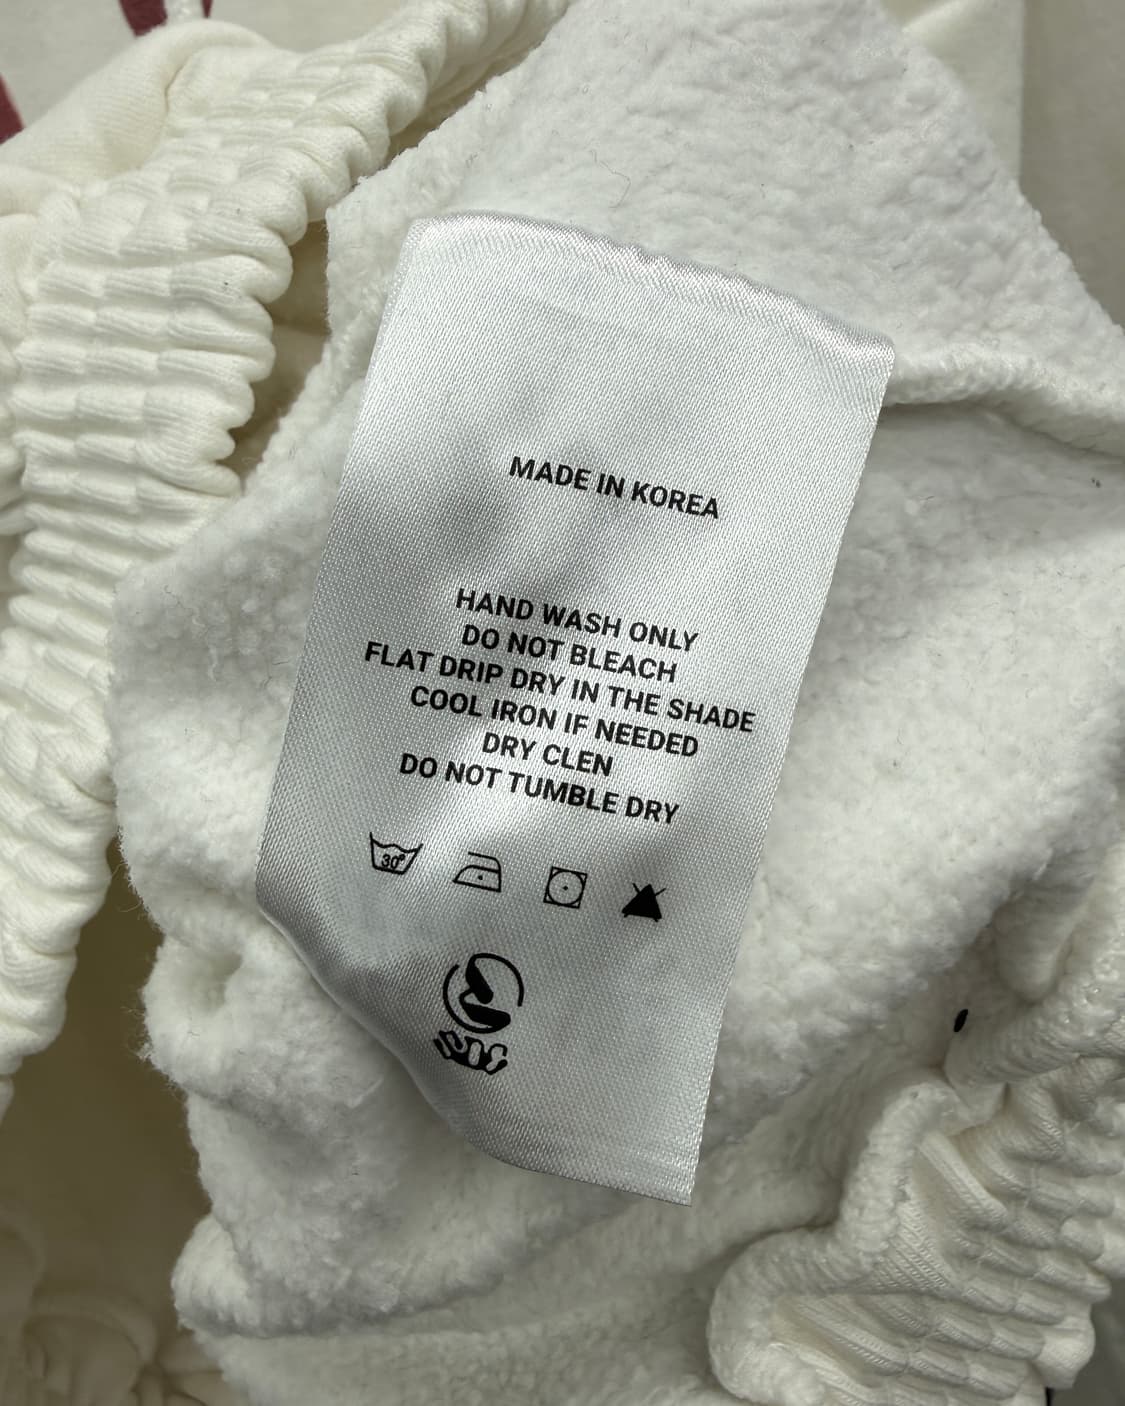 MADE IN KOREA
HAND WASH ONLY
DO NOT BLEACH
FLAT DRIP DRY IN THE SHADE
COOL IRON IF NEEDED
DRY CLEN
DO NOT TUMBLE DRY
30°